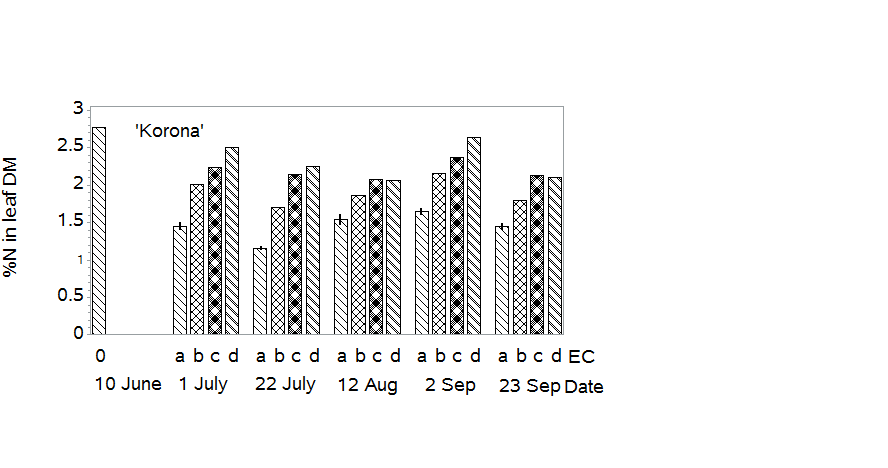 3
'Korona'
2.5
2
1.5
1
0.5
0
%N in leaf DM
0 a b c d a b c d a b c d a b c d a b c d EC
10 June 1 July 22 July 12 Aug 2 Sep 23 Sep Date